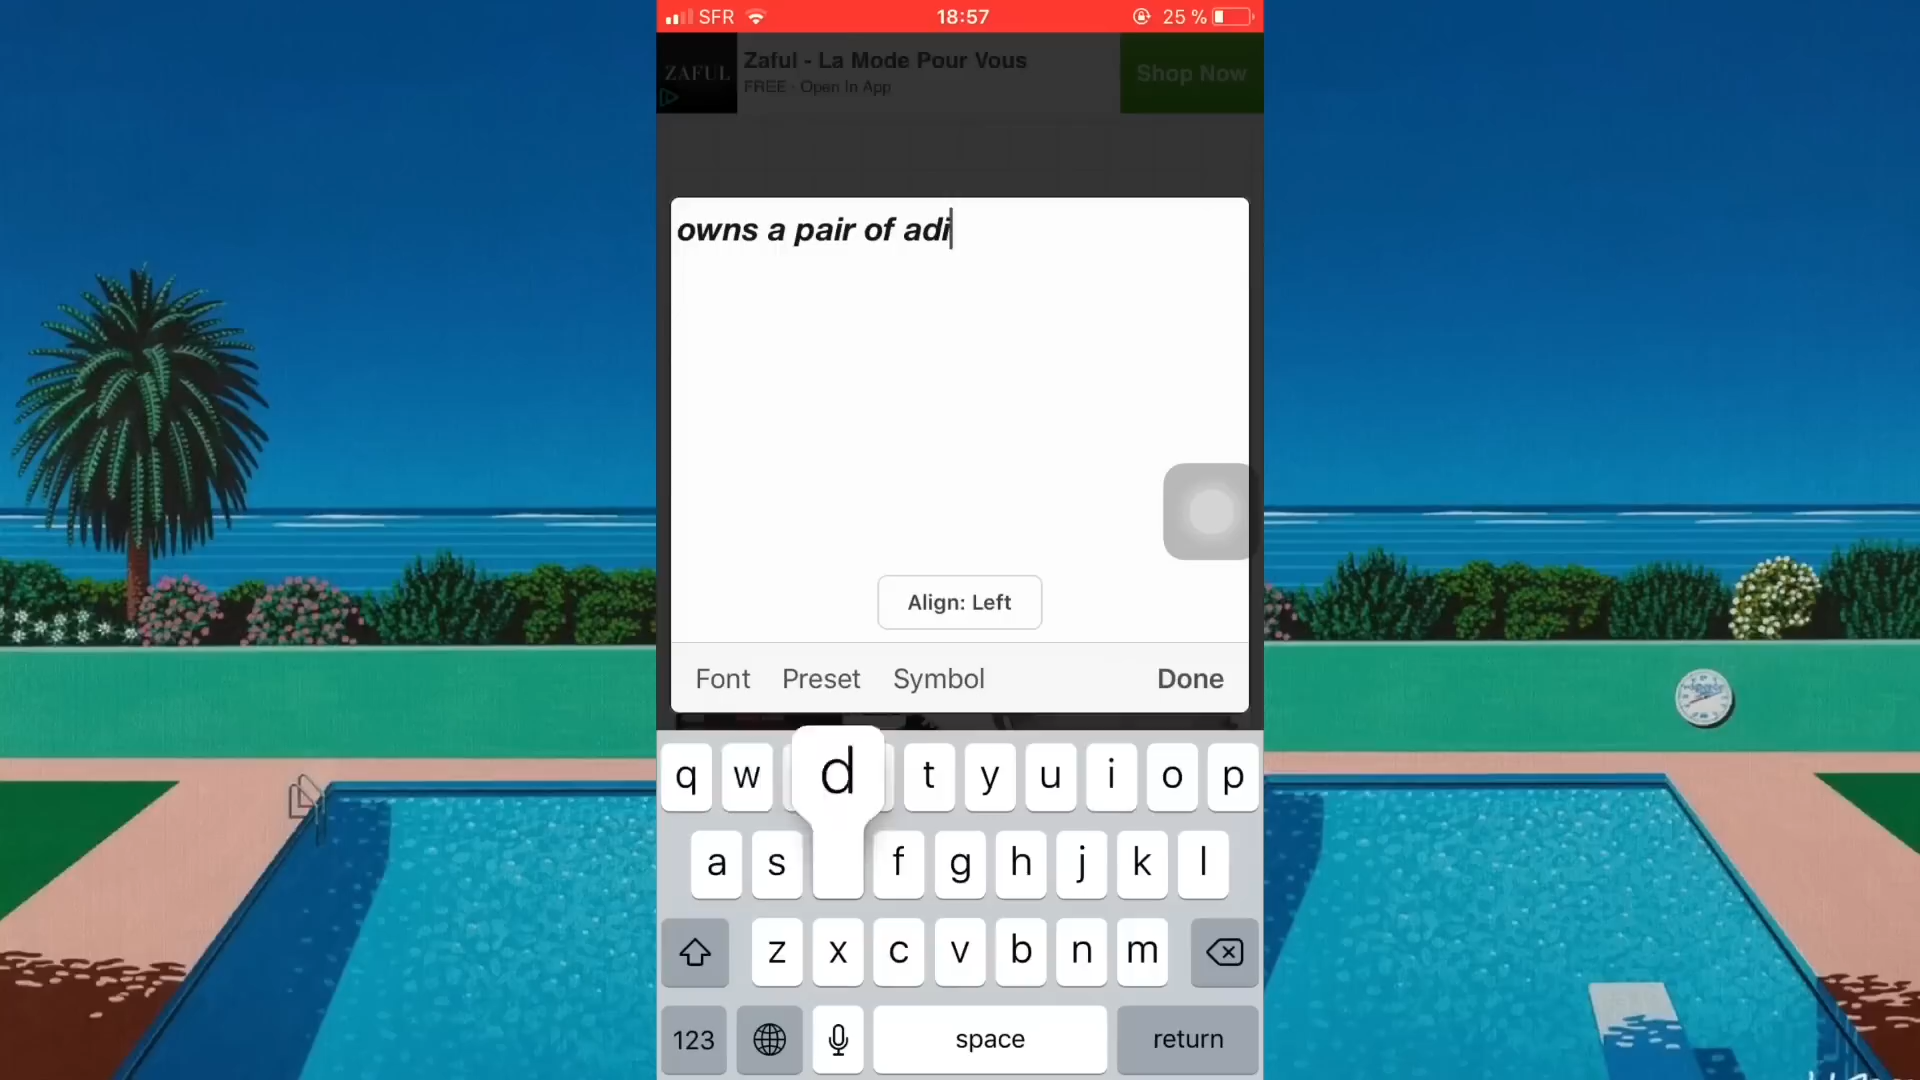 SFR 18:57 25 %
ZAFUL
Zaful - La Mode Pour Vous
FREE · Open In App
Shop Now
owns a pair of adi
Align: Left
Font Preset Symbol Done
q w d t y u i o p
a s f g h j k l
z x c v b n m
123 space return